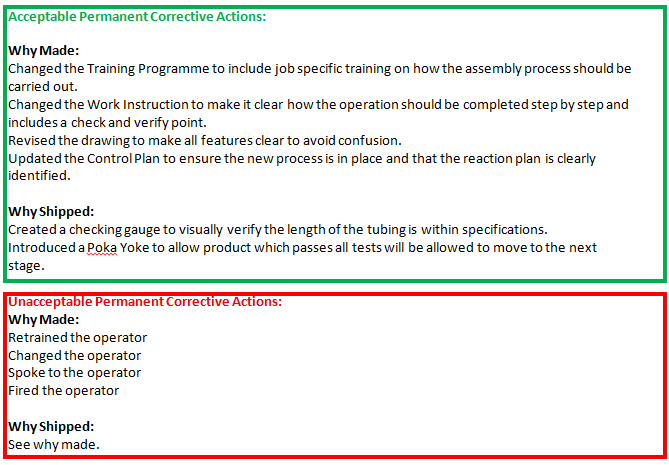 Acceptable Permanent Corrective Actions:
Why Made:
Changed the Training Programme to include job specific training on how the assembly process should be
carried out.
Changed the Work Instruction to make it clear how the operation should be completed step by step and
includes a check and verify point.
Revised the drawing to make all features clear to avoid confusion.
Updated the Control Plan to ensure the new process is in place and that the reaction plan is clearly
identified.
Why Shipped:
Created a checking gauge to visually verify the length of the tubing is within specifications.
Introduced a Poka Yoke to allow product which passes all tests will be allowed to move to the next
stage.
Unacceptable Permanent Corrective Actions:
Why Made:
Retrained the operator
Changed the operator
Spoke to the operator
Fired the operator
Why Shipped:
See why made.